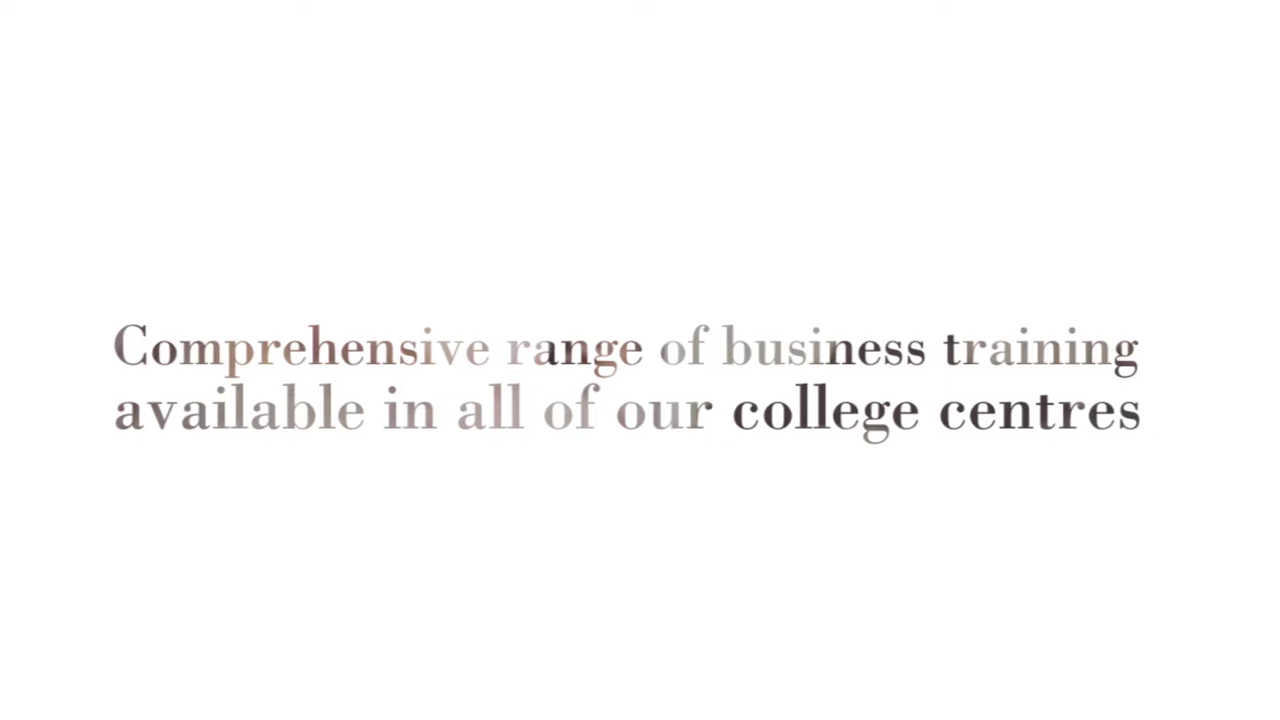 Comprehensive range of business training
available in all of our college centres